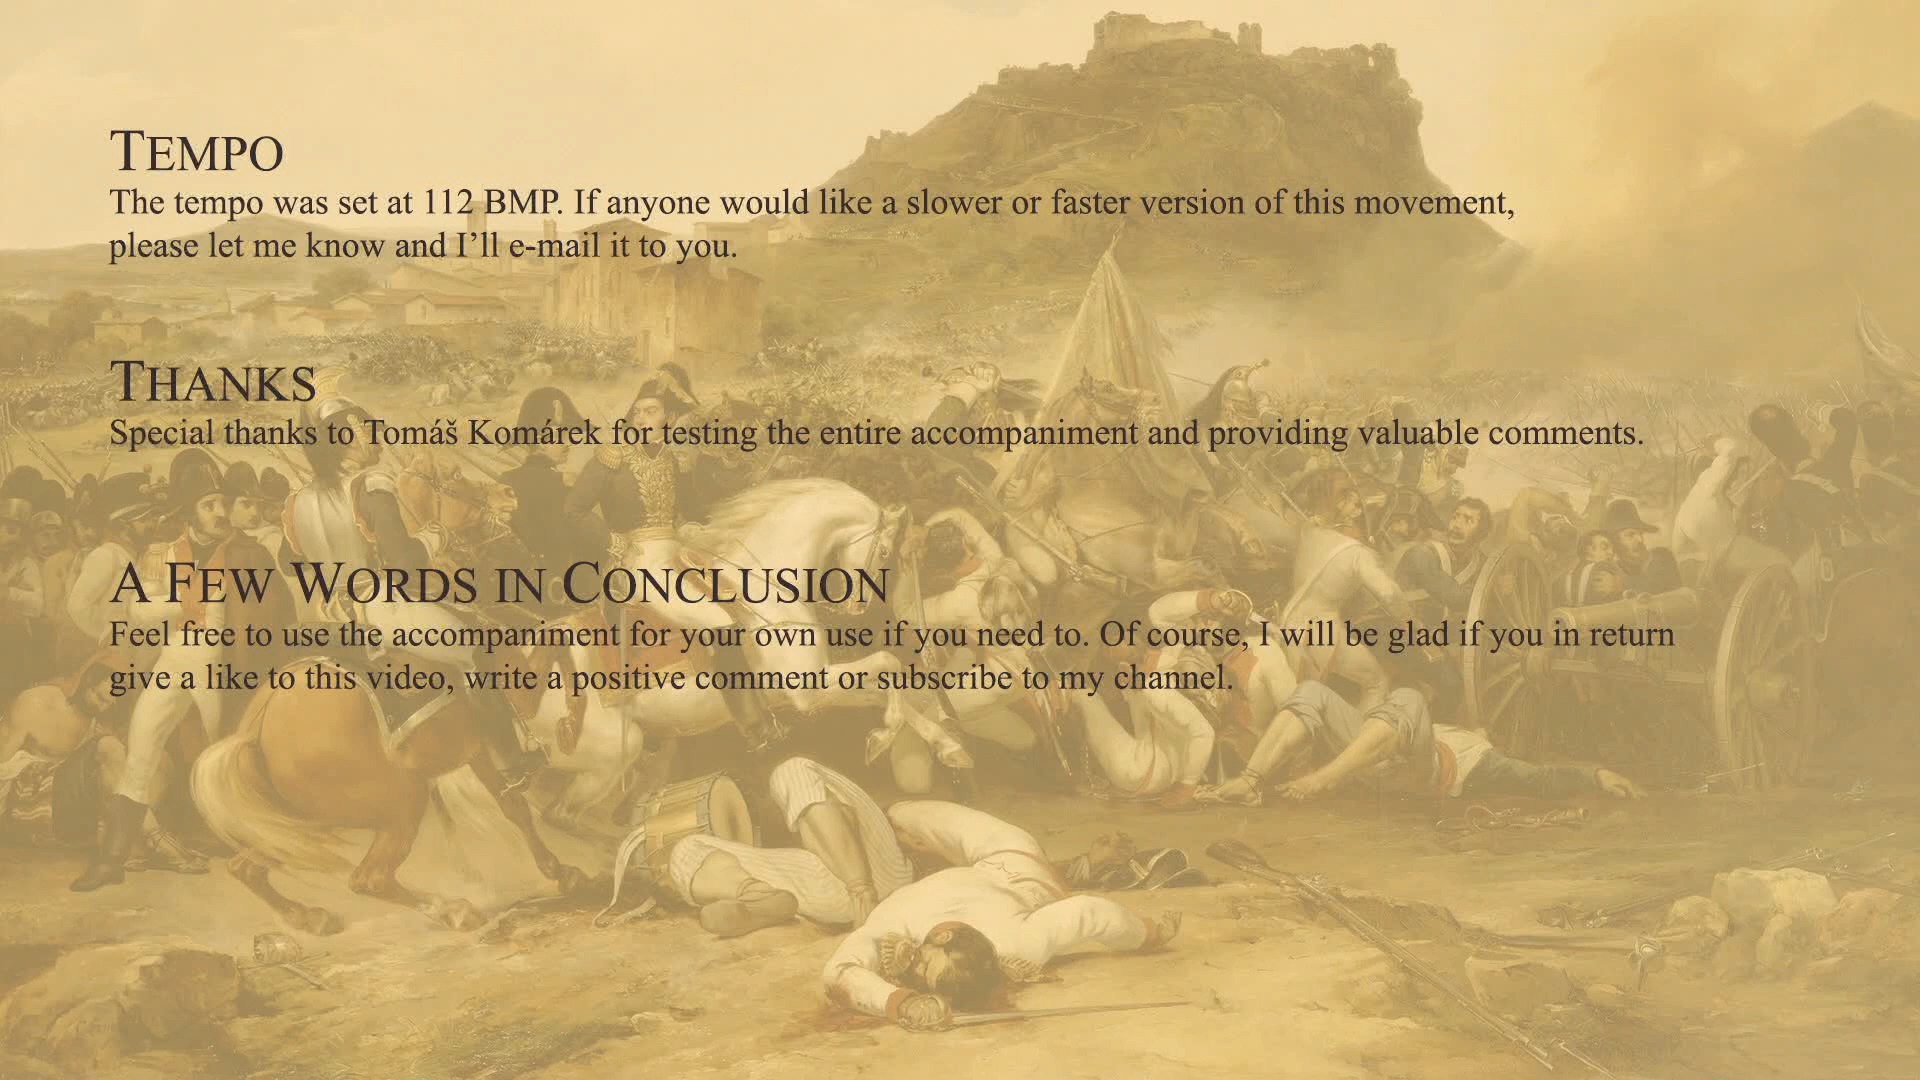 TEMPO
The tempo was set at 112 BMP. If anyone would like a slower or faster version of this movement,
please let me know and I’ll e-mail it to you.
THANKS
Special thanks to Tomáš Komárek for testing the entire accompaniment and providing valuable comments.
A FEW WORDS IN CONCLUSION
Feel free to use the accompaniment for your own use if you need to. Of course, I will be glad if you in return
give a like to this video, write a positive comment or subscribe to my channel.